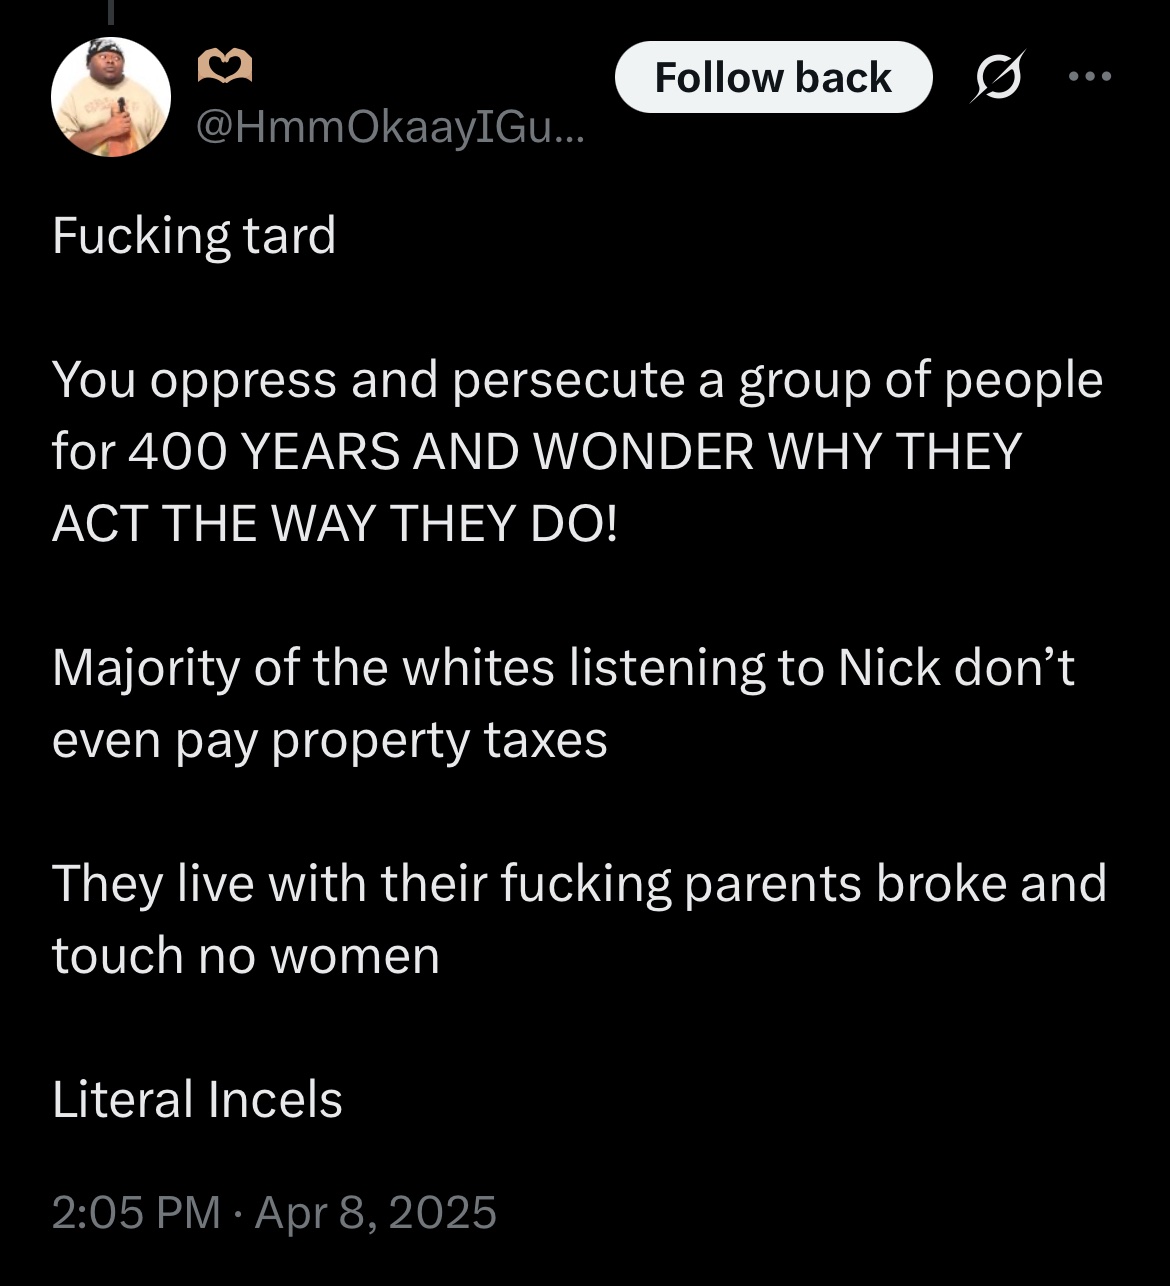 Follow back
@HmmOkaayIGu...
Fucking tard
You oppress and persecute a group of people
for 400 YEARS AND WONDER WHY THEY
ACT THE WAY THEY DO!
Majority of the whites listening to Nick don’t
even pay property taxes
They live with their fucking parents broke and
touch no women
Literal Incels
2:05 PM · Apr 8, 2025